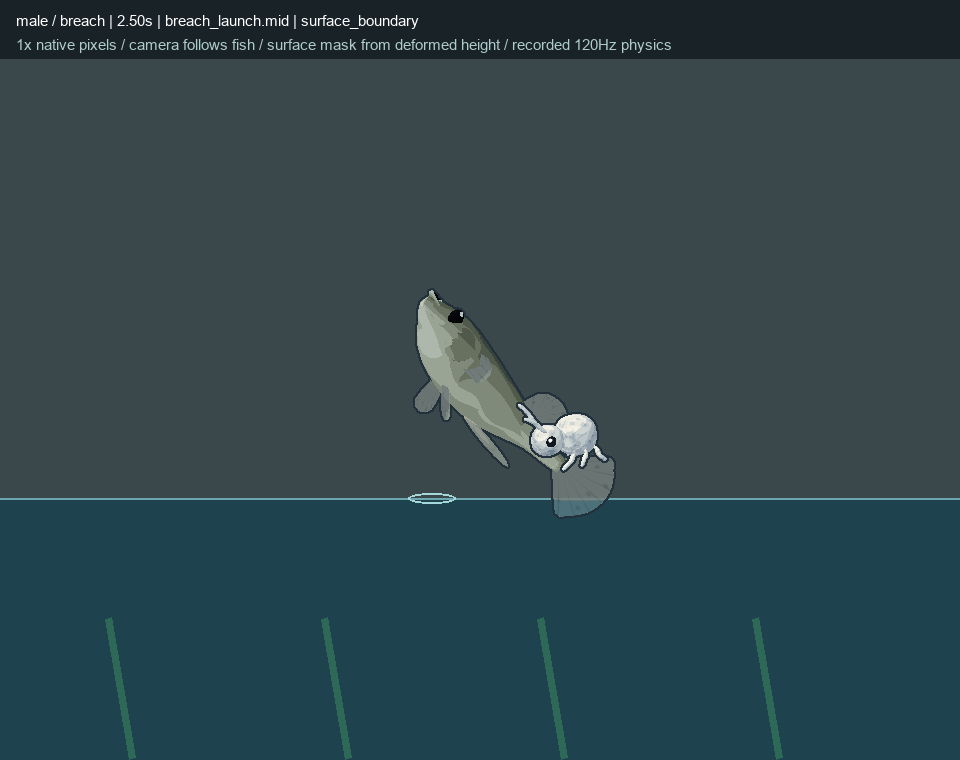 male / breach | 2.50s | breach_launch.mid | surface_boundary
1x native pixels / camera follows fish / surface mask from deformed height / recorded 120Hz physics